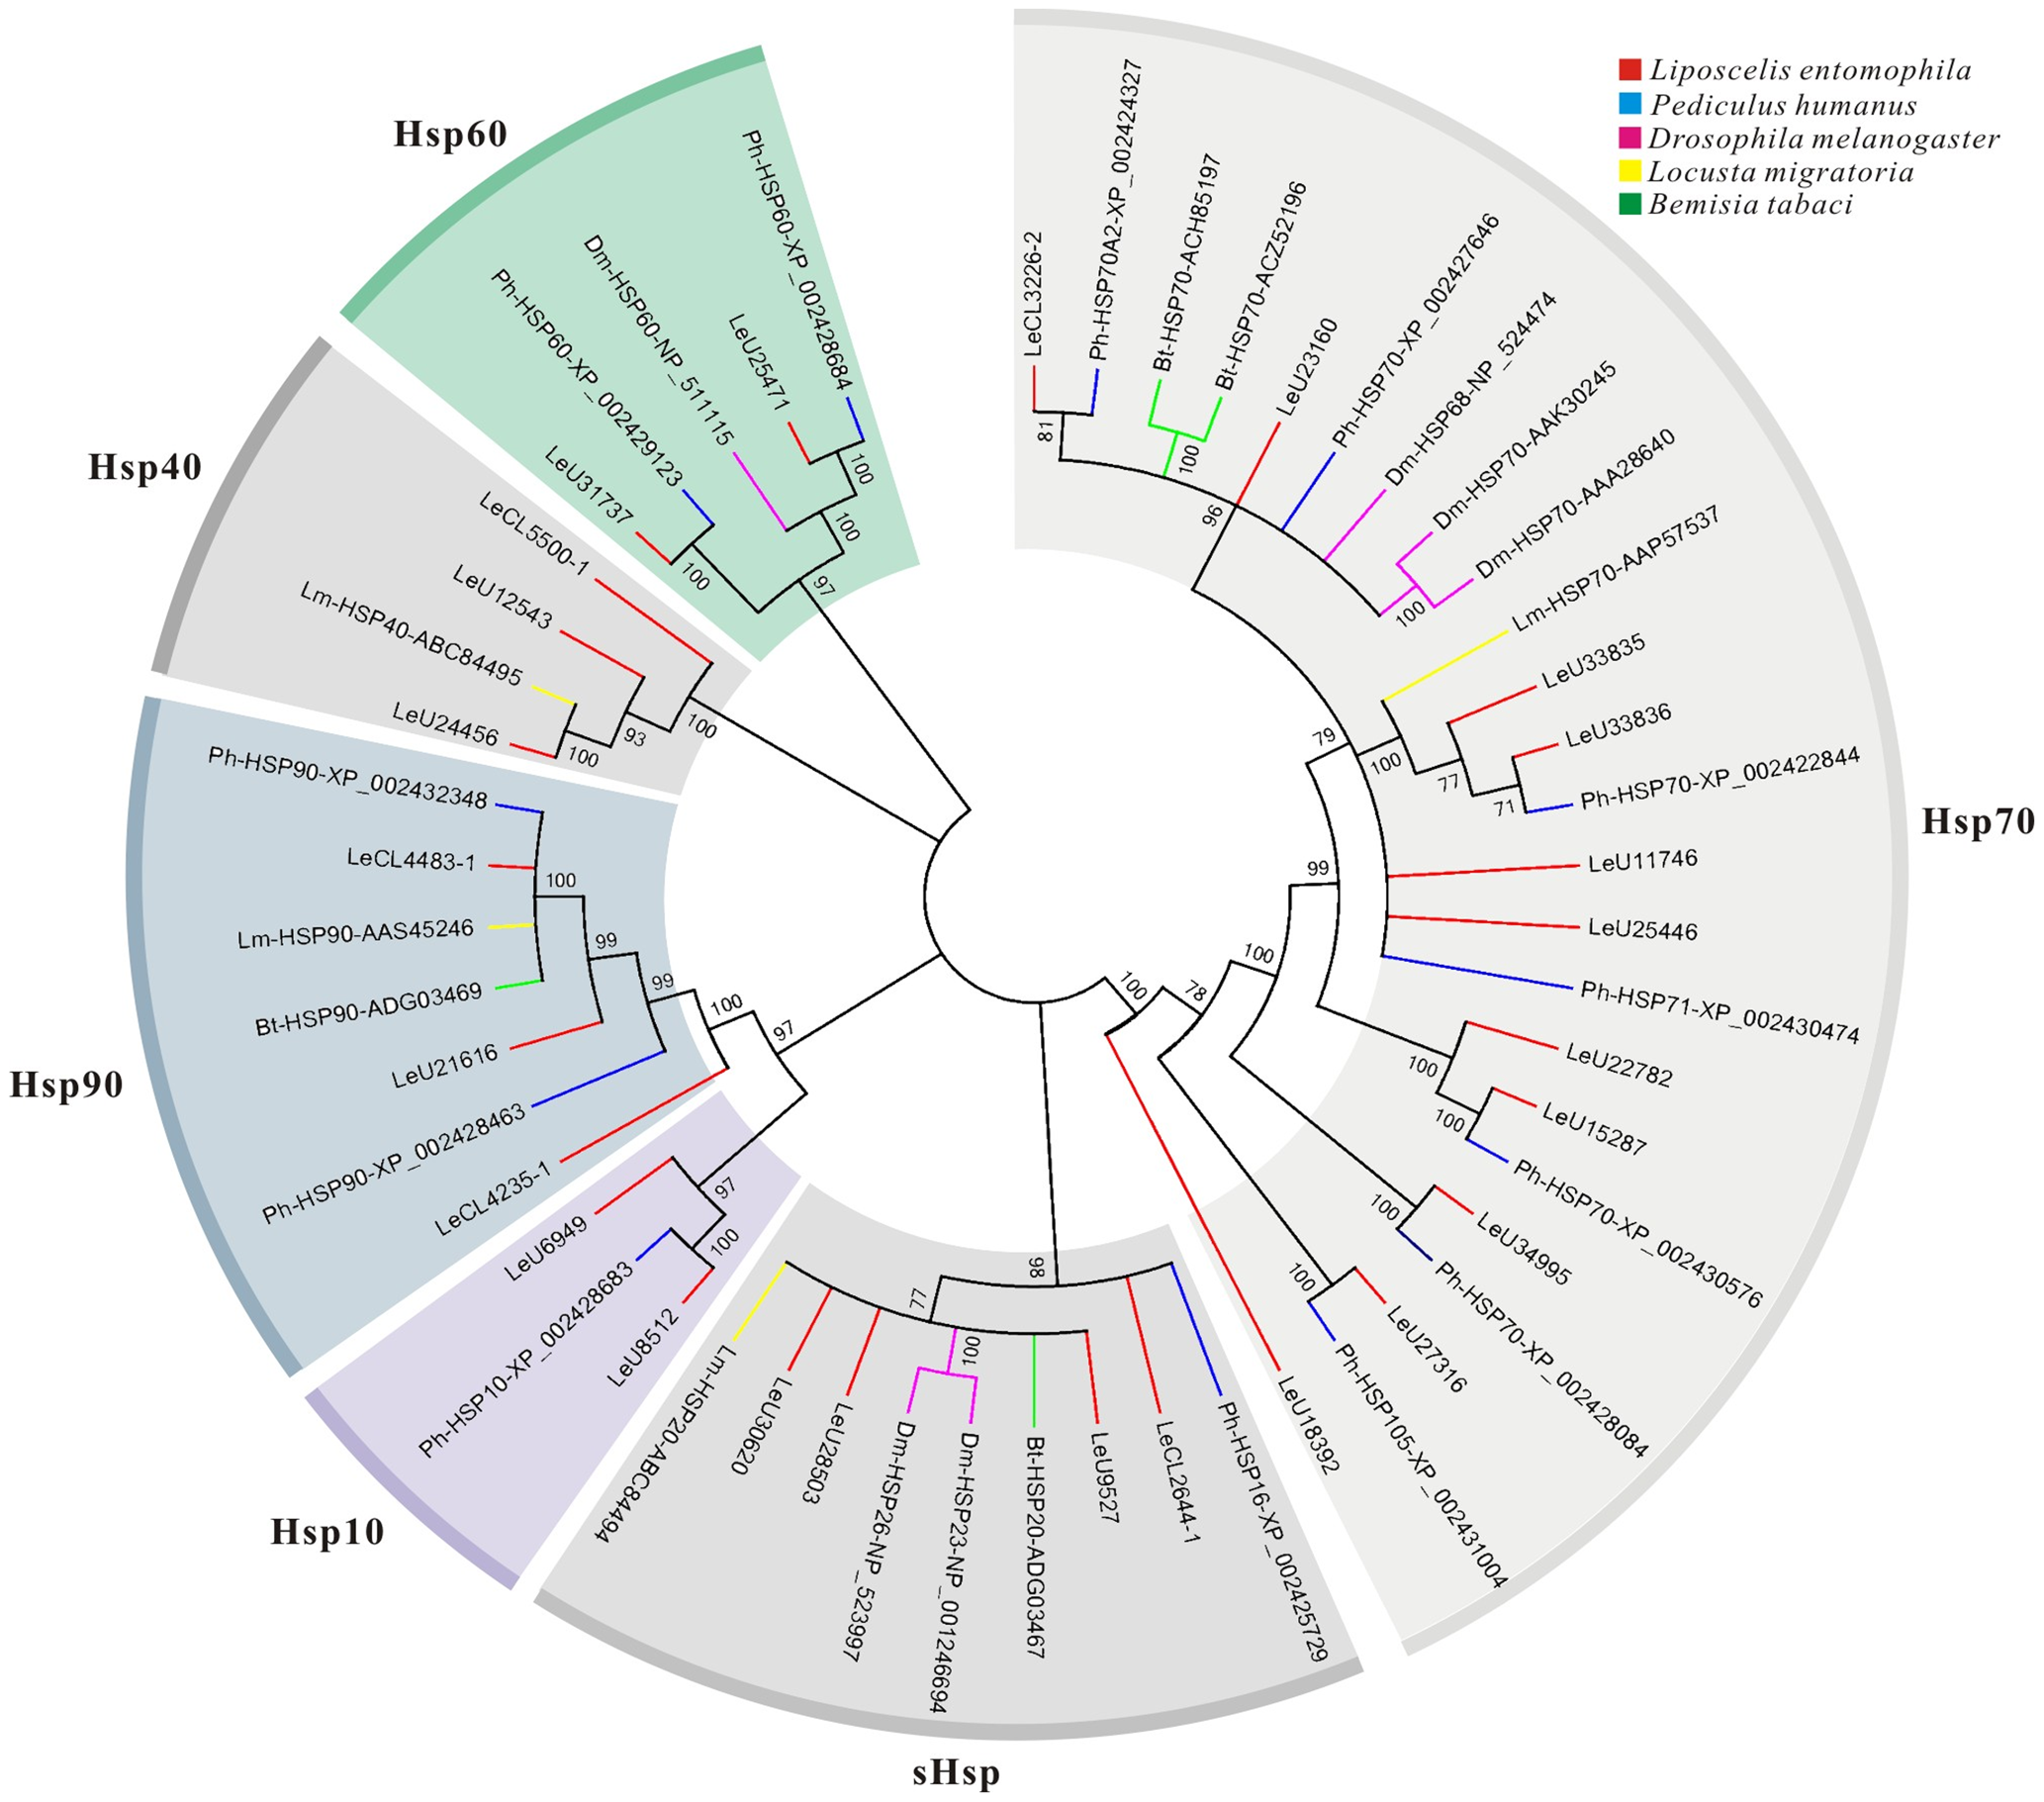 Liposcelis entomophila
Pediculus humanus
Drosophila melanogaster
Locusta migratoria
Bemisia tabaci
Hsp70
LeCL3226-2
Ph-HSP70A2-XP_002424327
81
Bt-HSP70-ACH85197
Bt-HSP70-ACZ52196
100
LeU23160
96
Ph-HSP70-XP_002427646
Dm-HSP68-NP_524474
Dm-HSP70-AAK30245
Dm-HSP70-AAA28640
100
Lm-HSP70-AAP57537
LeU33835
LeU33836
Ph-HSP70-XP_002422844
79
100
77
71
LeU11746
LeU25446
Ph-HSP71-XP_002430474
99
LeU22782
LeU15287
Ph-HSP70-XP_002430576
100
100
100
LeU34995
Ph-HSP70-XP_002428084
100
78
LeU27316
Ph-HSP105-XP_002431004
100
100
LeU18392
sHsp
Ph-HSP16-XP_002425729
LeCL2644-1
LeU9527
Bt-HSP20-ADG03467
Dm-HSP23-NP_001246694
Dm-HSP26-NP_523997
LeU28503
LeU30620
Lm-HSP20-ABC84494
98
77
100
Hsp10
LeU8512
Ph-HSP10-XP_002428683
LeU6949
97
100
Hsp90
LeCL4235-1
Ph-HSP90-XP_002428463
LeU21616
Bt-HSP90-ADG03469
Lm-HSP90-AAS45246
LeCL4483-1
Ph-HSP90-XP_002432348
100
99
99
100
97
Hsp40
LeU24456
Lm-HSP40-ABC84495
LeU12543
LeCL5500-1
100
93
100
Hsp60
LeU31737
Ph-HSP60-XP_002429123
Dm-HSP60-NP_511115
LeU25471
Ph-HSP60-XP_002428684
100
100
100
97